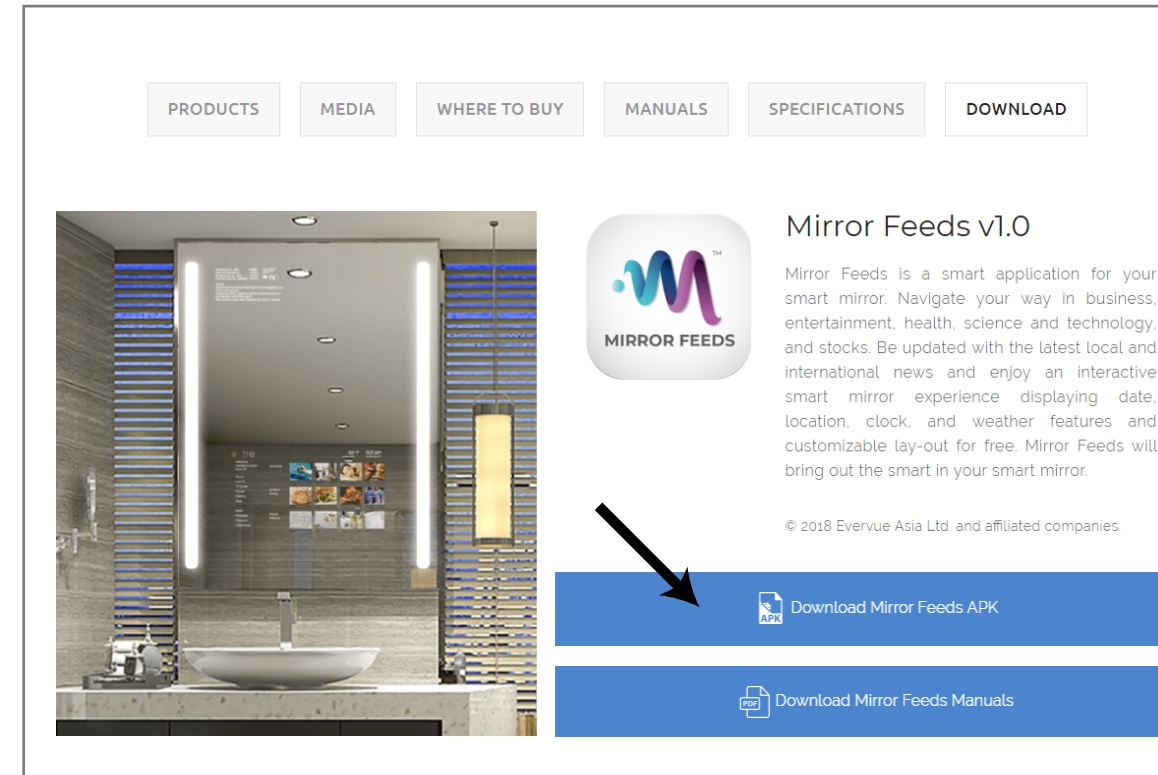 PRODUCTS
MEDIA
WHERE TO BUY
MANUALS
SPECIFICATIONS
DOWNLOAD
TM
MIRROR FEEDS
Mirror Feeds v1.0
Mirror Feeds is a smart application for your
smart mirror. Navigate your way in business,
entertainment, health, science and technology,
and stocks. Be updated with the latest local and
international news and enjoy an interactive
smart mirror experience displaying date,
location, clock, and weather features and
customizable lay-out for free. Mirror Feeds will
bring out the smart in your smart mirror.
© 2018 Evervue Asia Ltd. and affiliated companies.
APK
Download Mirror Feeds APK
PDF
Download Mirror Feeds Manuals